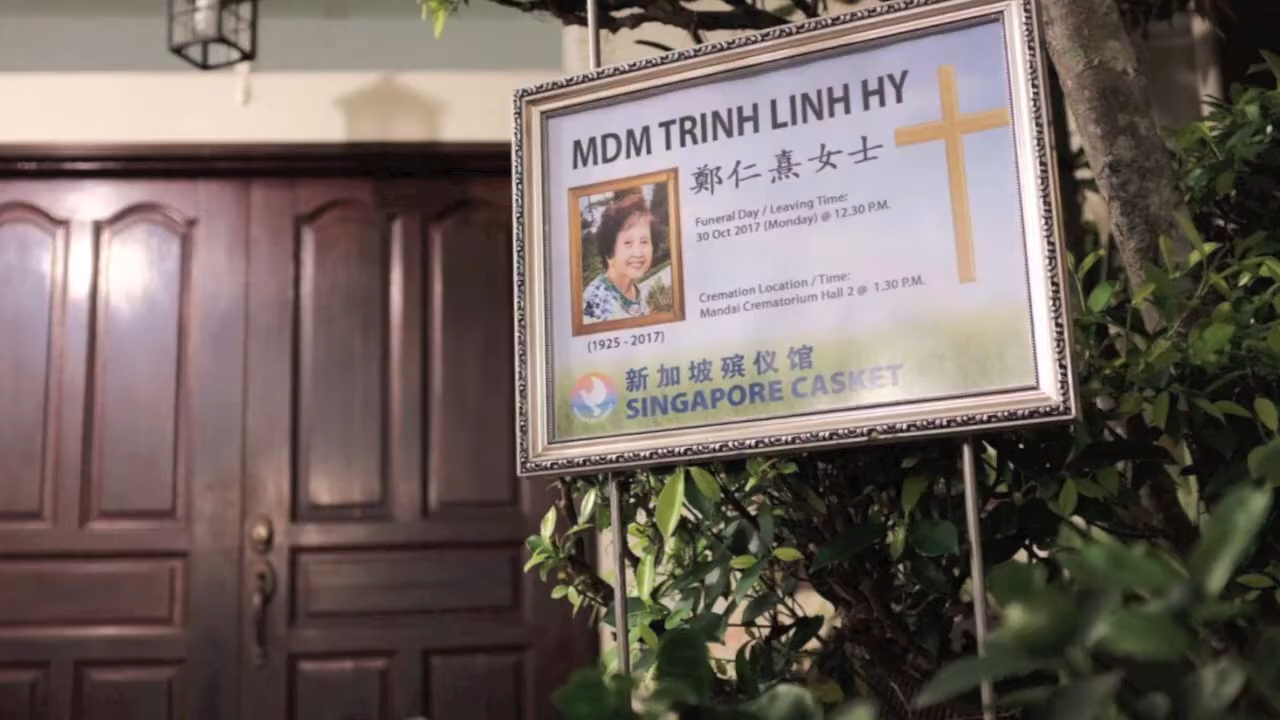 MDM TRINH LINH HY
鄭仁熹女士
Funeral Day / Leaving Time:
30 Oct 2017 (Monday) @ 12.30 P.M.
Cremation Location / Time:
Mandai Crematorium Hall 2 @ 1.30 P.M.
(1925 - 2017)
新加坡殡仪馆
SINGAPORE CASKET